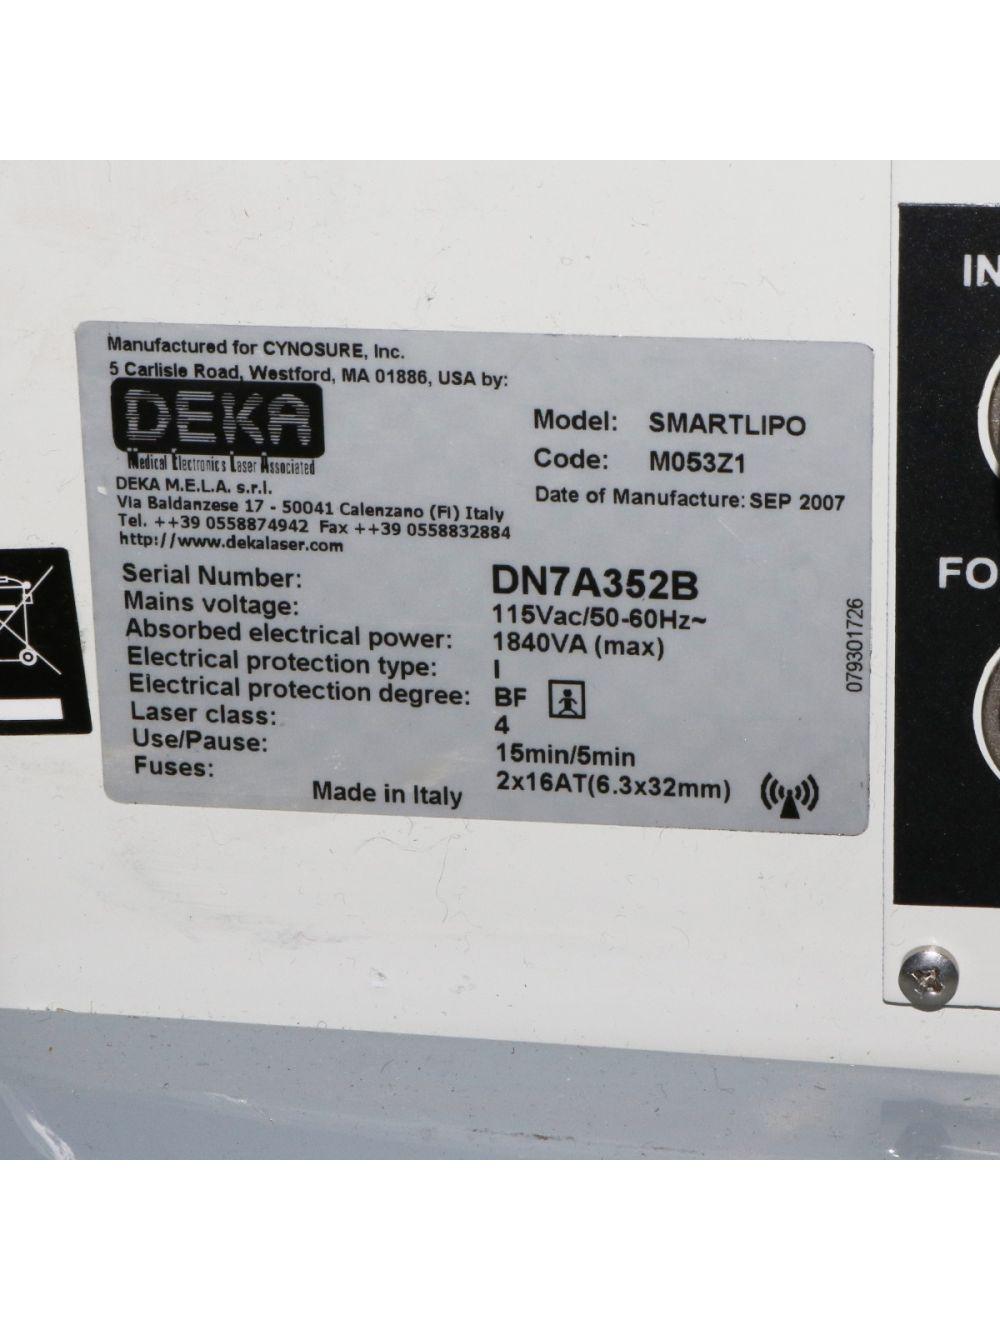 Manufactured for CYNOSURE, Inc.
5 Carlisle Road, Westford, MA 01886, USA by:
DEKA
Medical Electronics Laser Associated
DEKA M.E.L.A. s.r.l.
Via Baldanzese 17 - 50041 Calenzano (FI) Italy
Tel. ++39 0558874942 Fax ++39 0558832884
http://www.dekalaser.com
Model: SMARTLIPO
Code: M053Z1
Date of Manufacture: SEP 2007
Serial Number: DN7A352B
Mains voltage: 115Vac/50-60Hz~
Absorbed electrical power: 1840VA (max)
Electrical protection type: I
Electrical protection degree: BF
Laser class: 4
Use/Pause: 15min/5min
Fuses: 2x16AT(6.3x32mm)
Made in Italy
079301726
IN
FO